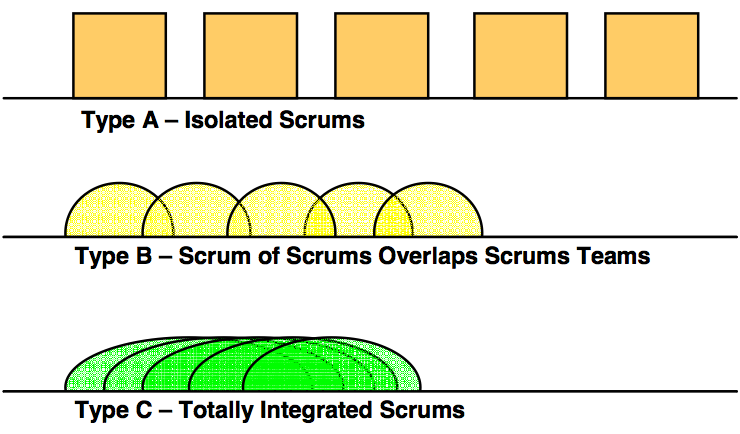 Type A – Isolated Scrums
Type B – Scrum of Scrums Overlaps Scrums Teams
Type C – Totally Integrated Scrums